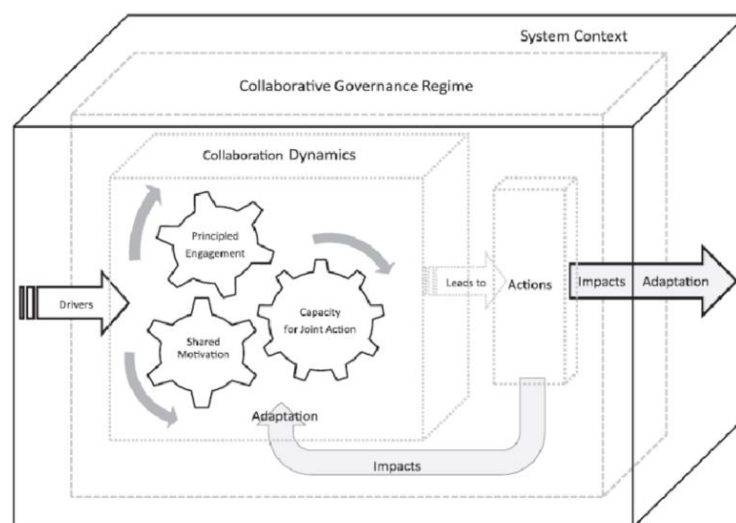 System Context
Collaborative Governance Regime
Collaboration Dynamics
Principled
Engagement
Drivers
Shared
Motivation
Capacity
for Joint Action
Leads to
Actions
Impacts
Adaptation
Adaptation
Impacts